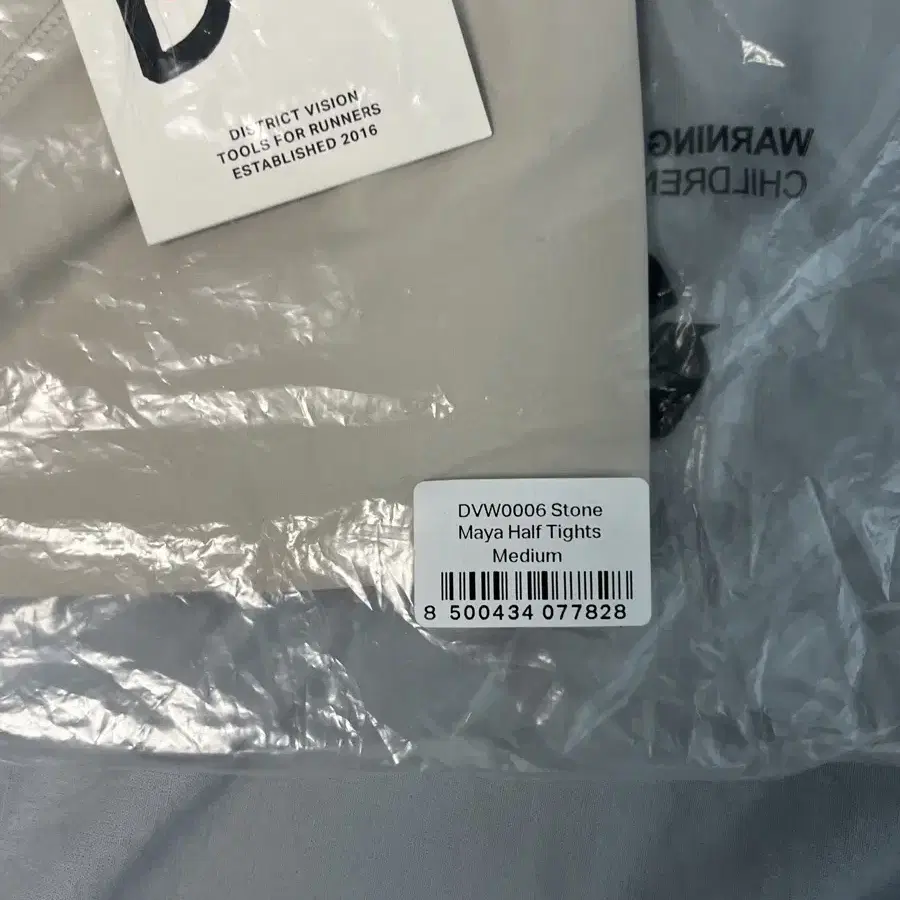 D
DISTRICT VISION
TOOLS FOR RUNNERS
ESTABLISHED 2016
WARNING
CHILDREN
DVW0006 Stone
Maya Half Tights
Medium
8 500434 077828